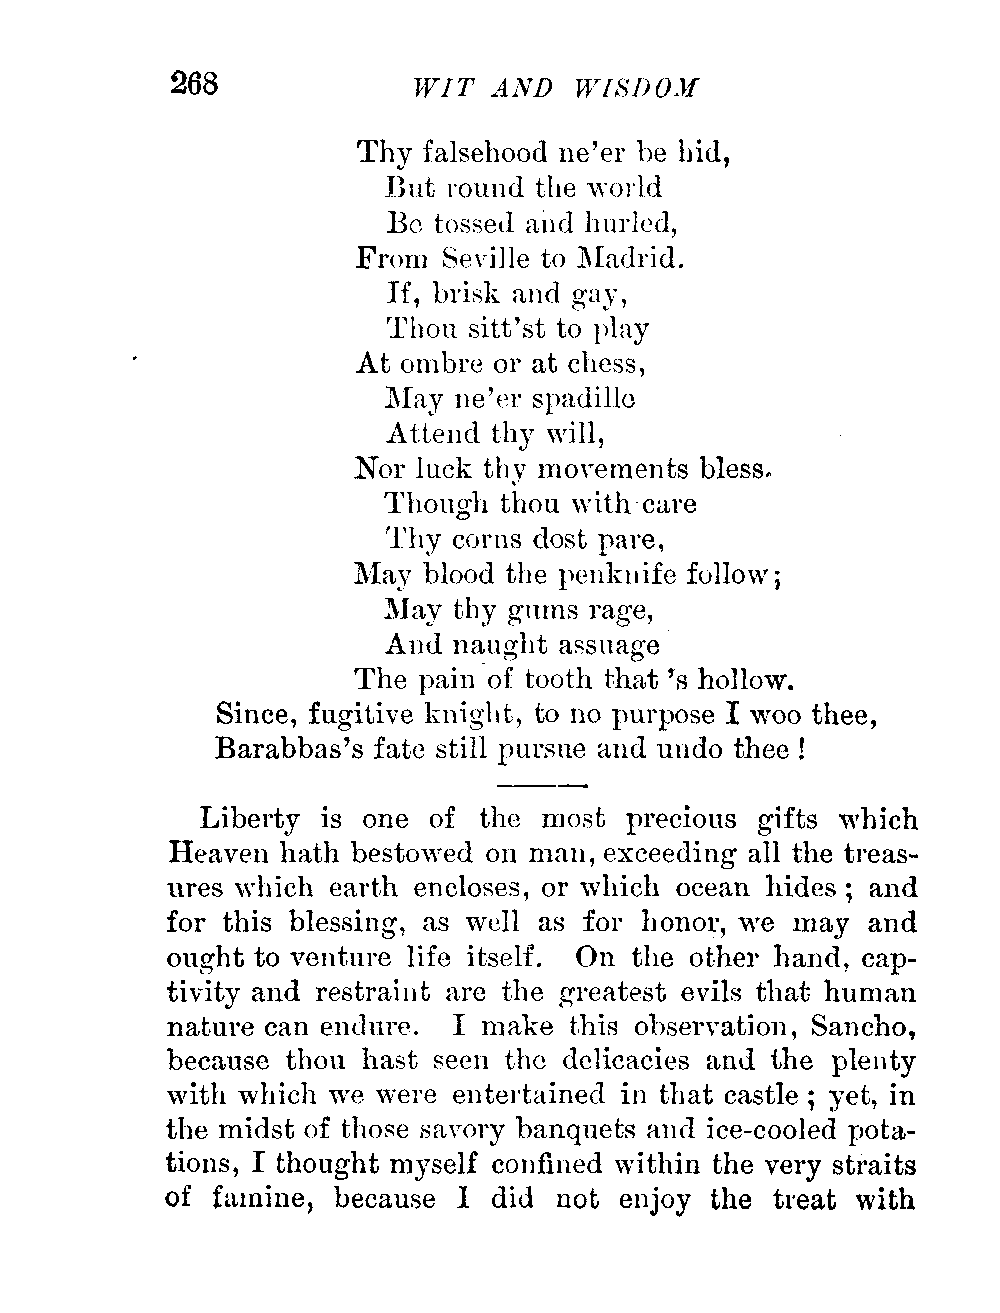 268 WIT AND WISDOM
Thy falsehood ne'er be hid,
But round the world
Be tossed and hurled,
From Seville to Madrid.
If, brisk and gay,
Thou sitt'st to play
At ombre or at chess,
May ne'er spadille
Attend thy will,
Nor luck thy movements bless.
Though thou with care
Thy corns dost pare,
May blood the penknife follow;
May thy gums rage,
And naught assuage
The pain of tooth that 's hollow.
Since, fugitive knight, to no purpose I woo thee,
Barabbas's fate still pursue and undo thee !
Liberty is one of the most precious gifts which
Heaven hath bestowed on man, exceeding all the treas-
ures which earth encloses, or which ocean hides ; and
for this blessing, as well as for honor, we may and
ought to venture life itself. On the other hand, cap-
tivity and restraint are the greatest evils that human
nature can endure. I make this observation, Sancho,
because thou hast seen the delicacies and the plenty
with which we were entertained in that castle ; yet, in
the midst of those savory banquets and ice-cooled pota-
tions, I thought myself confined within the very straits
of famine, because I did not enjoy the treat with